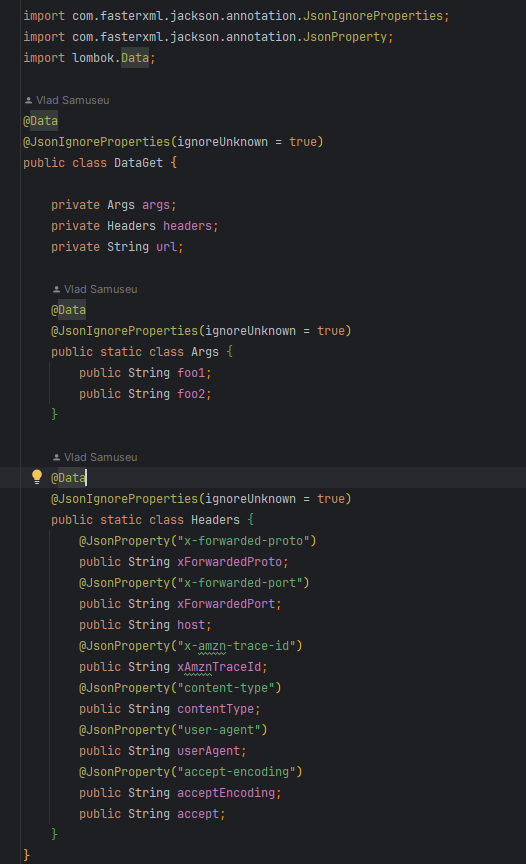 import com.fasterxml.jackson.annotation.JsonIgnoreProperties;
import com.fasterxml.jackson.annotation.JsonProperty;
import lombok.Data;
Vlad Samuseu
@Data
@JsonIgnoreProperties(ignoreUnknown = true)
public class DataGet {
private Args args;
private Headers headers;
private String url;
Vlad Samuseu
@Data
@JsonIgnoreProperties(ignoreUnknown = true)
public static class Args {
public String foo1;
public String foo2;
}
Vlad Samuseu
@Data
@JsonIgnoreProperties(ignoreUnknown = true)
public static class Headers {
@JsonProperty("x-forwarded-proto")
public String xForwardedProto;
@JsonProperty("x-forwarded-port")
public String xForwardedPort;
public String host;
@JsonProperty("x-amzn-trace-id")
public String xAmznTraceId;
@JsonProperty("content-type")
public String contentType;
@JsonProperty("user-agent")
public String userAgent;
@JsonProperty("accept-encoding")
public String acceptEncoding;
public String accept;
}
}